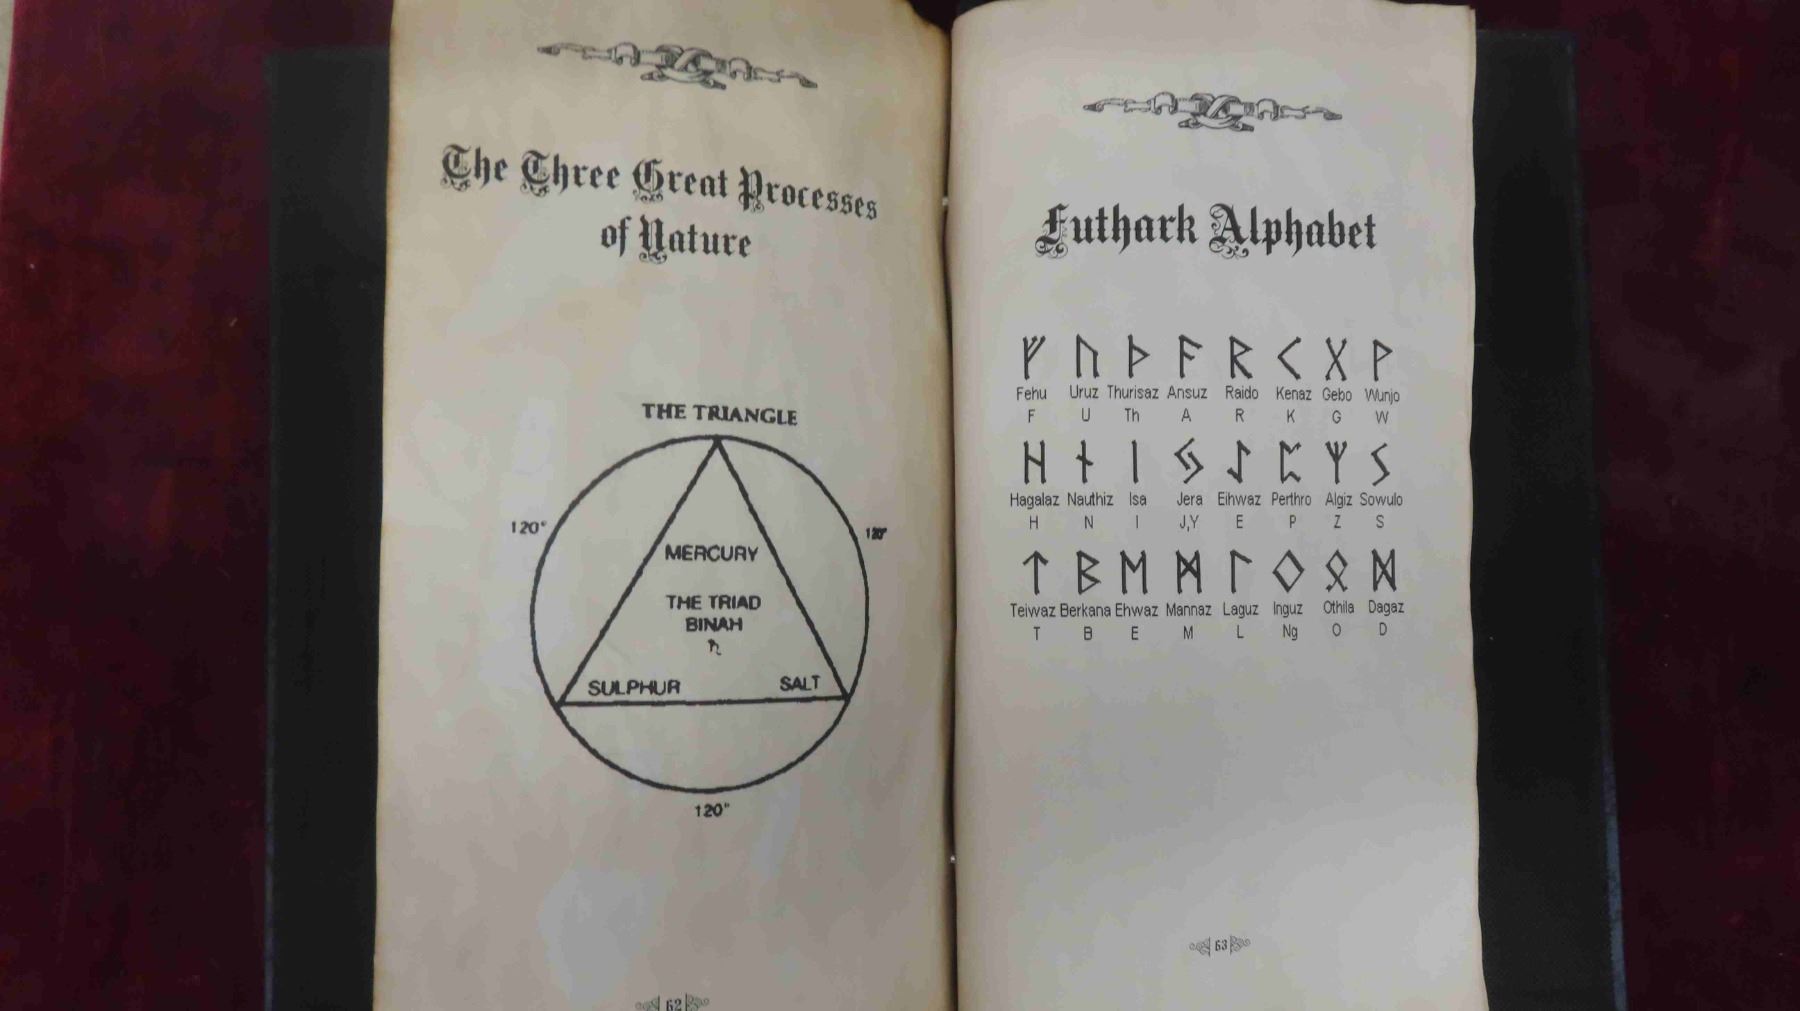 The Three Great Processes
of Nature
THE TRIANGLE
120°
120°
MERCURY
THE TRIAD
BINAH
♄
SULPHUR
SALT
120°
62
Futhark Alphabet
ᚠ ᚢ ᚦ ᚨ ᚱ ᚲ ᚷ ᚹ
Fehu Uruz Thurisaz Ansuz Raido Kenaz Gebo Wunjo
F U Th A R K G W
ᚺ ᚾ ᛁ ᛃ ᛇ ᛈ ᛉ ᛊ
Hagalaz Nauthiz Isa Jera Eihwaz Perthro Algiz Sowulo
H N I J,Y E P Z S
ᛏ ᛒ ᛖ ᛗ ᛚ ᛜ ᛟ ᛞ
Teiwaz Berkana Ehwaz Mannaz Laguz Inguz Othila Dagaz
T B E M L Ng O D
63